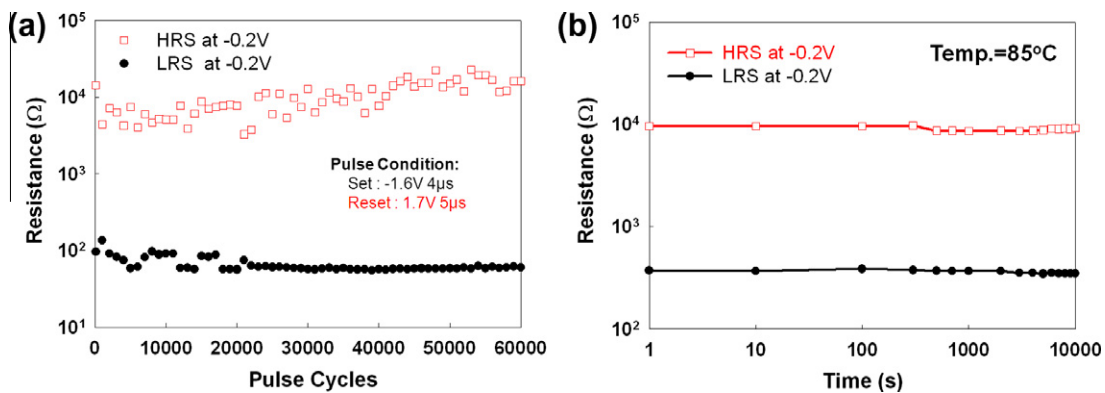 (a)
10⁵
10⁴
10³
10²
10¹
Resistance (Ω)
HRS at -0.2V
LRS at -0.2V
Pulse Condition:
Set : -1.6V 4μs
Reset : 1.7V 5μs
0 10000 20000 30000 40000 50000 60000
Pulse Cycles
(b)
10⁵
10⁴
10³
10²
Resistance (Ω)
HRS at -0.2V
LRS at -0.2V
Temp.=85°C
1 10 100 1000 10000
Time (s)